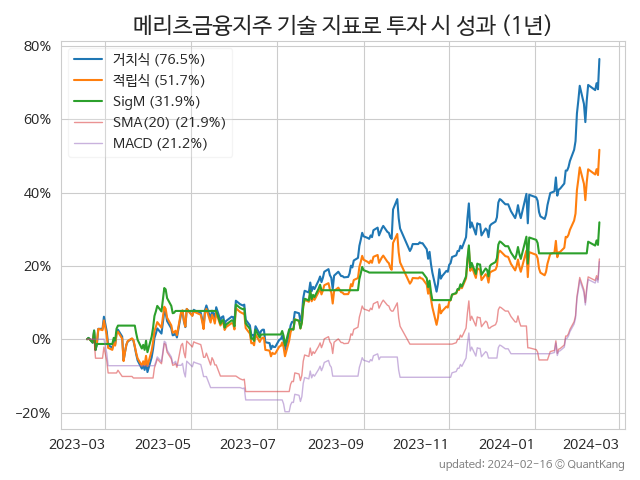 메리츠금융지주 기술 지표로 투자 시 성과 (1년)
거치식 (76.5%)
적립식 (51.7%)
SigM (31.9%)
SMA(20) (21.9%)
MACD (21.2%)
80%
60%
40%
20%
0%
−20%
2023-03 2023-05 2023-07 2023-09 2023-11 2024-01 2024-03
updated: 2024-02-16 © QuantKang